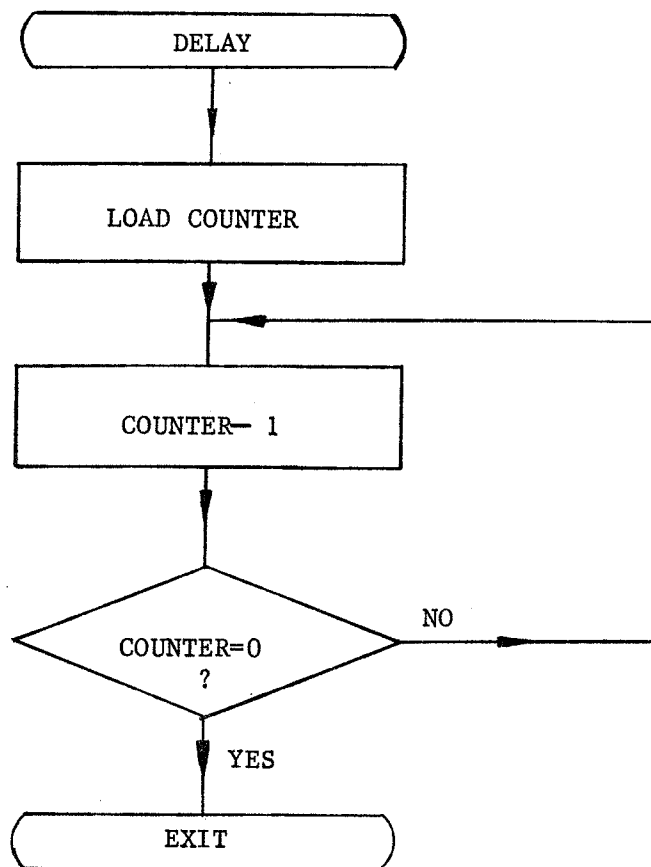 DELAY
LOAD COUNTER
COUNTER- 1
COUNTER=0
?
NO
YES
EXIT